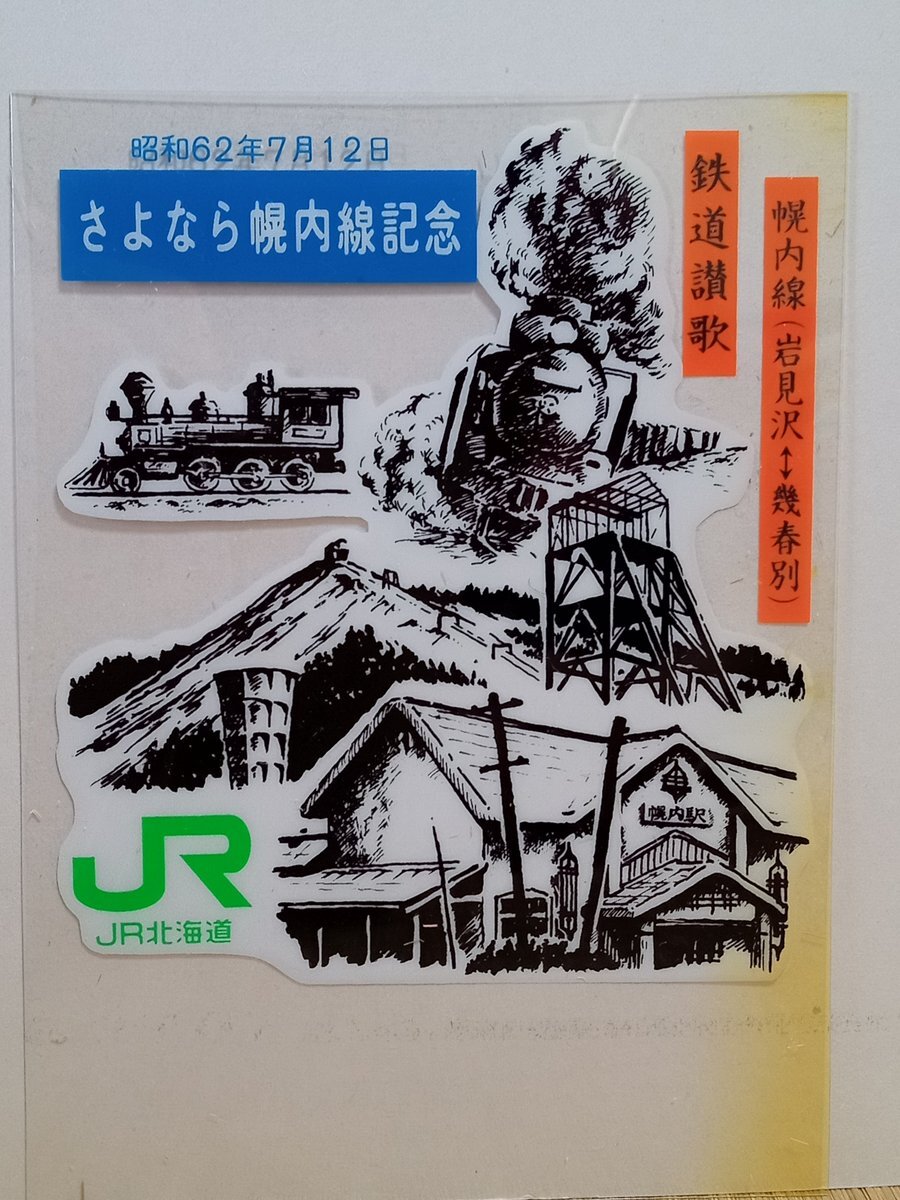 昭和62年7月12日
さよなら幌内線記念
鉄道讃歌
幌内線(岩見沢↔幾春別)
幌内駅
JR
JR北海道